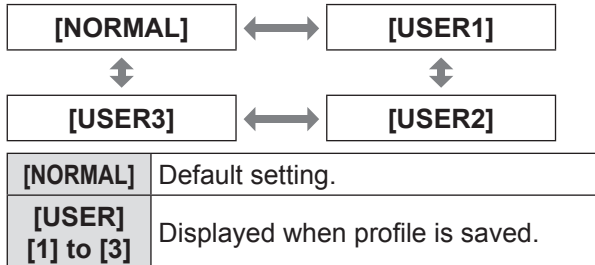 [NORMAL] [USER1]
[USER3] [USER2]
[NORMAL] Default setting.
[USER]
[1] to [3] Displayed when profile is saved.